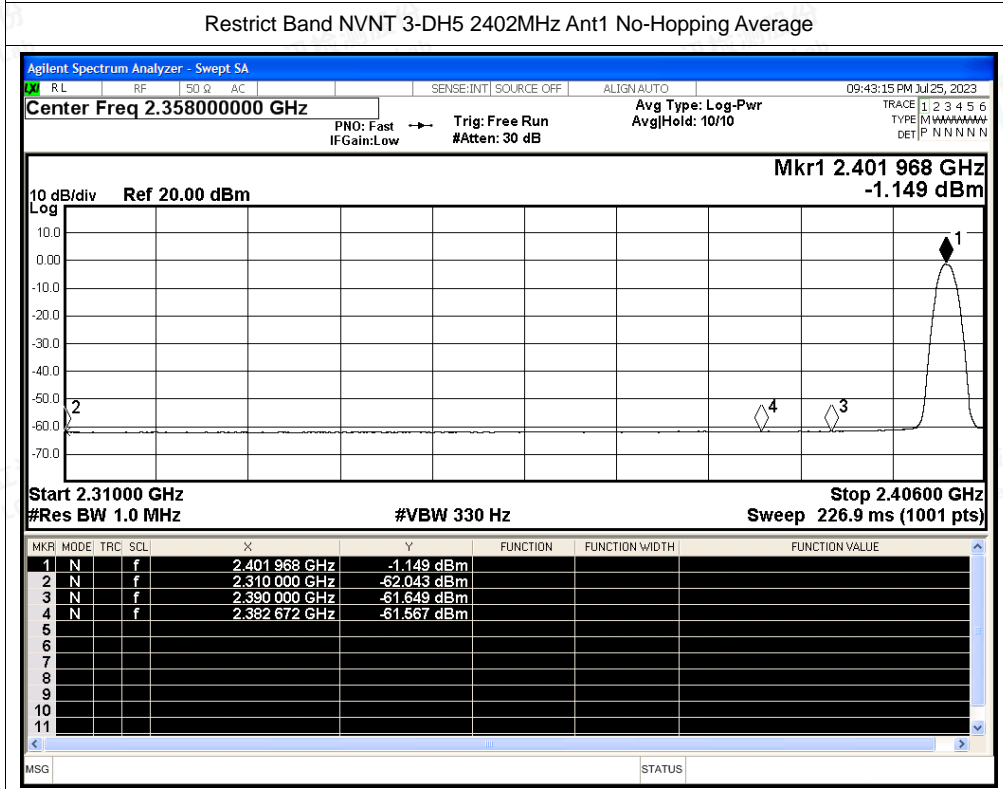 Restrict Band NVNT 3-DH5 2402MHz Ant1 No-Hopping Average
Agilent Spectrum Analyzer - Swept SA
LXI RL RF 50 Ω AC SENSE:INT SOURCE OFF ALIGN AUTO 09:43:15 PM Jul 25, 2023
Center Freq 2.358000000 GHz
PNO: Fast
IFGain:Low
Trig: Free Run
#Atten: 30 dB
Avg Type: Log-Pwr
Avg|Hold: 10/10
TRACE 1 2 3 4 5 6
TYPE M
DET P N N N N N
Mkr1 2.401 968 GHz
-1.149 dBm
10 dB/div Ref 20.00 dBm
Log
10.0
0.00
-10.0
-20.0
-30.0
-40.0
-50.0
-60.0
-70.0
1
2
4
3
Start 2.31000 GHz Stop 2.40600 GHz
#Res BW 1.0 MHz #VBW 330 Hz Sweep 226.9 ms (1001 pts)
MKR MODE TRC SCL X Y FUNCTION FUNCTION WIDTH FUNCTION VALUE
1 N f 2.401 968 GHz -1.149 dBm
2 N f 2.310 000 GHz -62.043 dBm
3 N f 2.390 000 GHz -61.649 dBm
4 N f 2.382 672 GHz -61.567 dBm
5
6
7
8
9
10
11
MSG STATUS